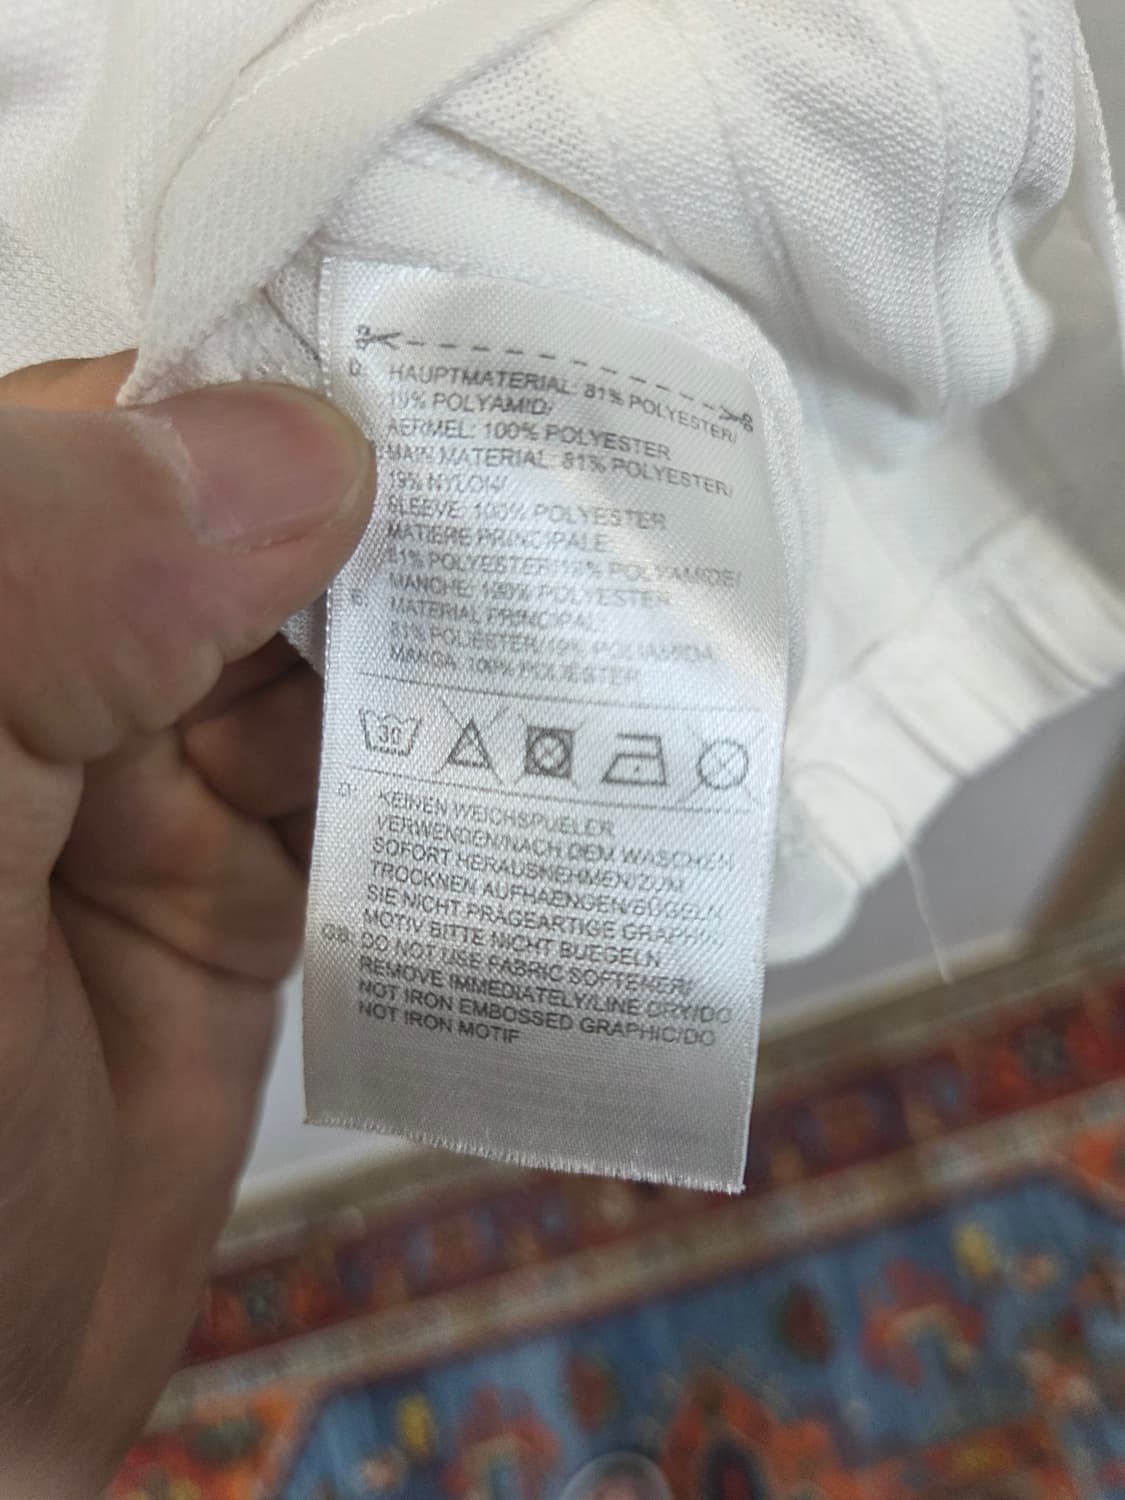 D: HAUPTMATERIAL: 81% POLYESTER/
19% POLYAMID/
AERMEL: 100% POLYESTER
MAIN MATERIAL: 81% POLYESTER/
19% NYLON/
SLEEVE: 100% POLYESTER
MATIERE PRINCIPALE
81% POLYESTER/19% POLYAMIDE/
MANCHE: 100% POLYESTER
E: MATERIAL PRINCIPAL
81% POLIESTER/19% POLIAMIDA
MANGA: 100% POLIESTER
30
D: KEINEN WEICHSPUELER
VERWENDEN/NACH DEM WASCHEN
SOFORT HERAUSNEHMEN/ZUM
TROCKNEN AUFHAENGEN/BÜGELN
SIE NICHT PRÄGEARTIGE GRAPHIK/
MOTIV BITTE NICHT BUEGELN
GB: DO NOT USE FABRIC SOFTENER/
REMOVE IMMEDIATELY/LINE DRY/DO
NOT IRON EMBOSSED GRAPHIC/DO
NOT IRON MOTIF